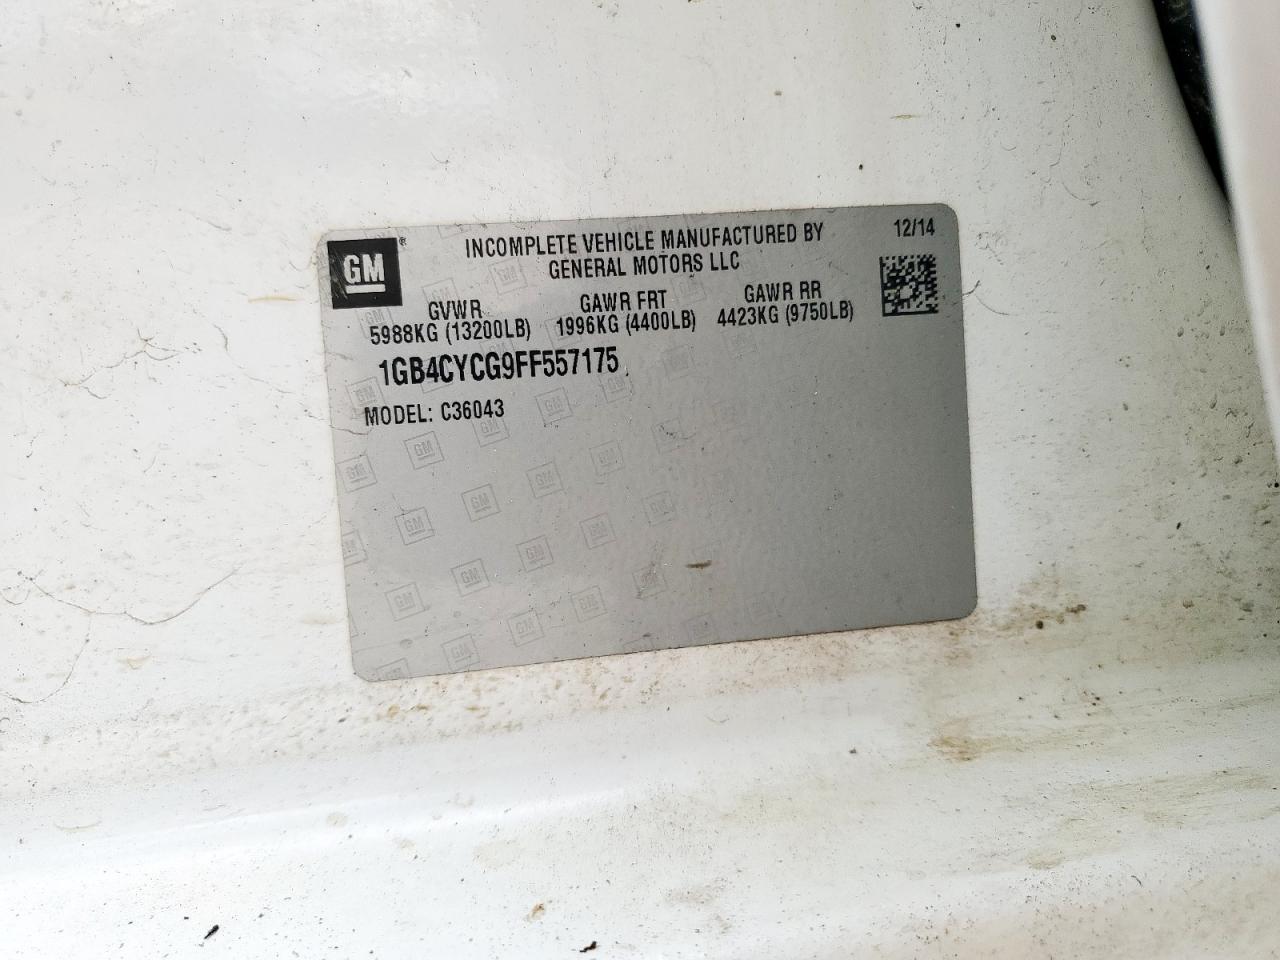 GM®
INCOMPLETE VEHICLE MANUFACTURED BY
GENERAL MOTORS LLC
12/14
GVWR GAWR FRT GAWR RR
5988KG (13200LB) 1996KG (4400LB) 4423KG (9750LB)
1GB4CYCG9FF557175
MODEL: C36043